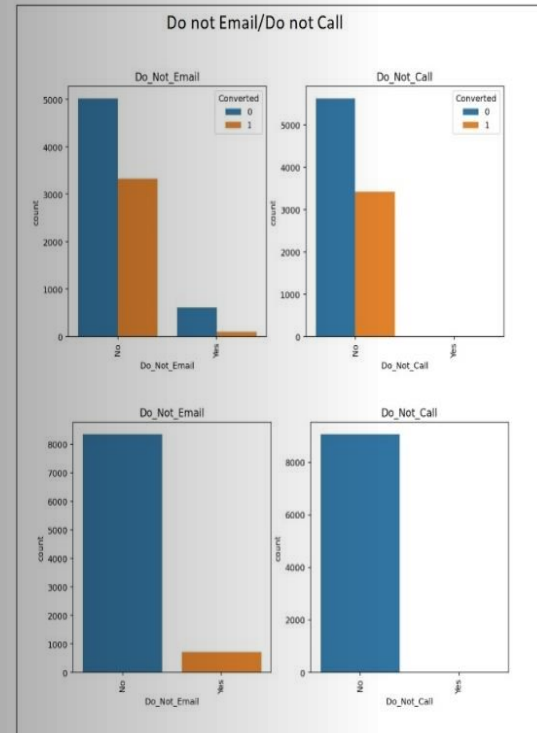 Do not Email/Do not Call
Do_Not_Email
Converted
0
1
5000
4000
3000
2000
1000
0
count
No
Yes
Do_Not_Email
Do_Not_Call
Converted
0
1
5000
4000
3000
2000
1000
0
count
No
Yes
Do_Not_Call
Do_Not_Email
8000
7000
6000
5000
4000
3000
2000
1000
0
count
No
Yes
Do_Not_Email
Do_Not_Call
8000
6000
4000
2000
0
count
No
Yes
Do_Not_Call